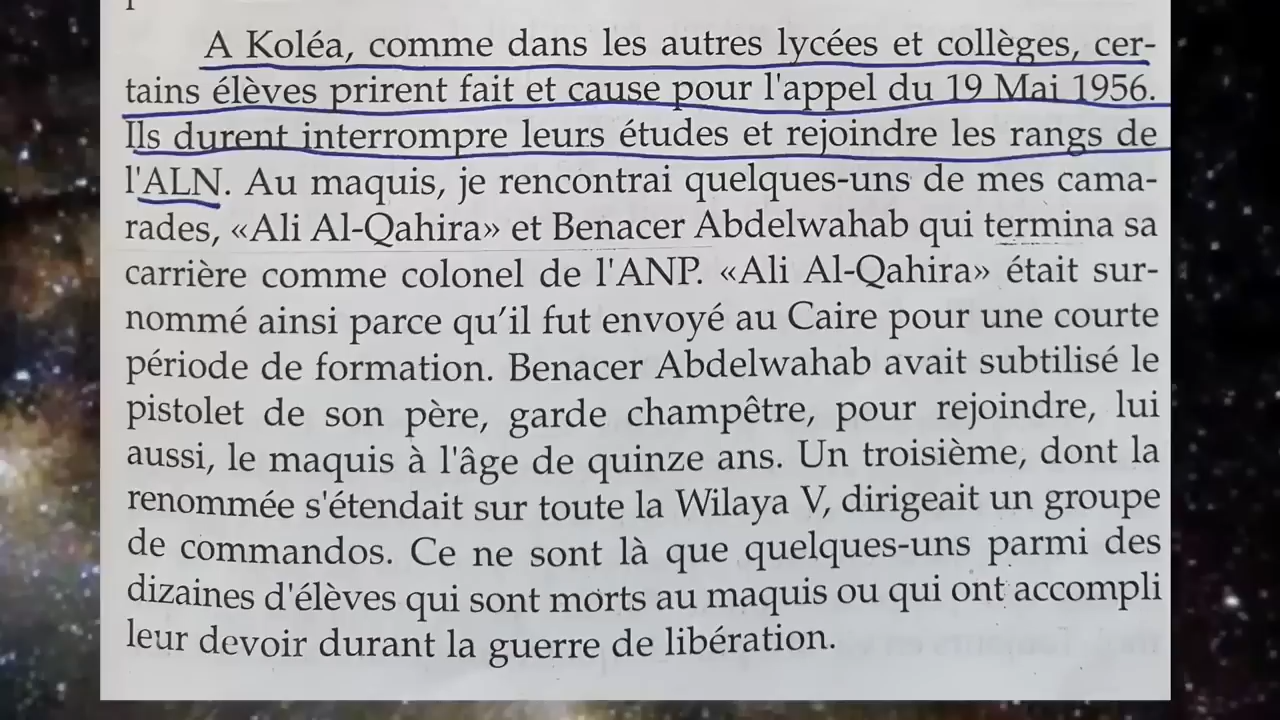 A Koléa, comme dans les autres lycées et collèges, cer-
tains élèves prirent fait et cause pour l'appel du 19 Mai 1956.
Ils durent interrompre leurs études et rejoindre les rangs de
l'ALN. Au maquis, je rencontrai quelques-uns de mes cama-
rades, «Ali Al-Qahira» et Benacer Abdelwahab qui termina sa
carrière comme colonel de l'ANP. «Ali Al-Qahira» était sur-
nommé ainsi parce qu'il fut envoyé au Caire pour une courte
période de formation. Benacer Abdelwahab avait subtilisé le
pistolet de son père, garde champêtre, pour rejoindre, lui
aussi, le maquis à l'âge de quinze ans. Un troisième, dont la
renommée s'étendait sur toute la Wilaya V, dirigeait un groupe
de commandos. Ce ne sont là que quelques-uns parmi des
dizaines d'élèves qui sont morts au maquis ou qui ont accompli
leur devoir durant la guerre de libération.